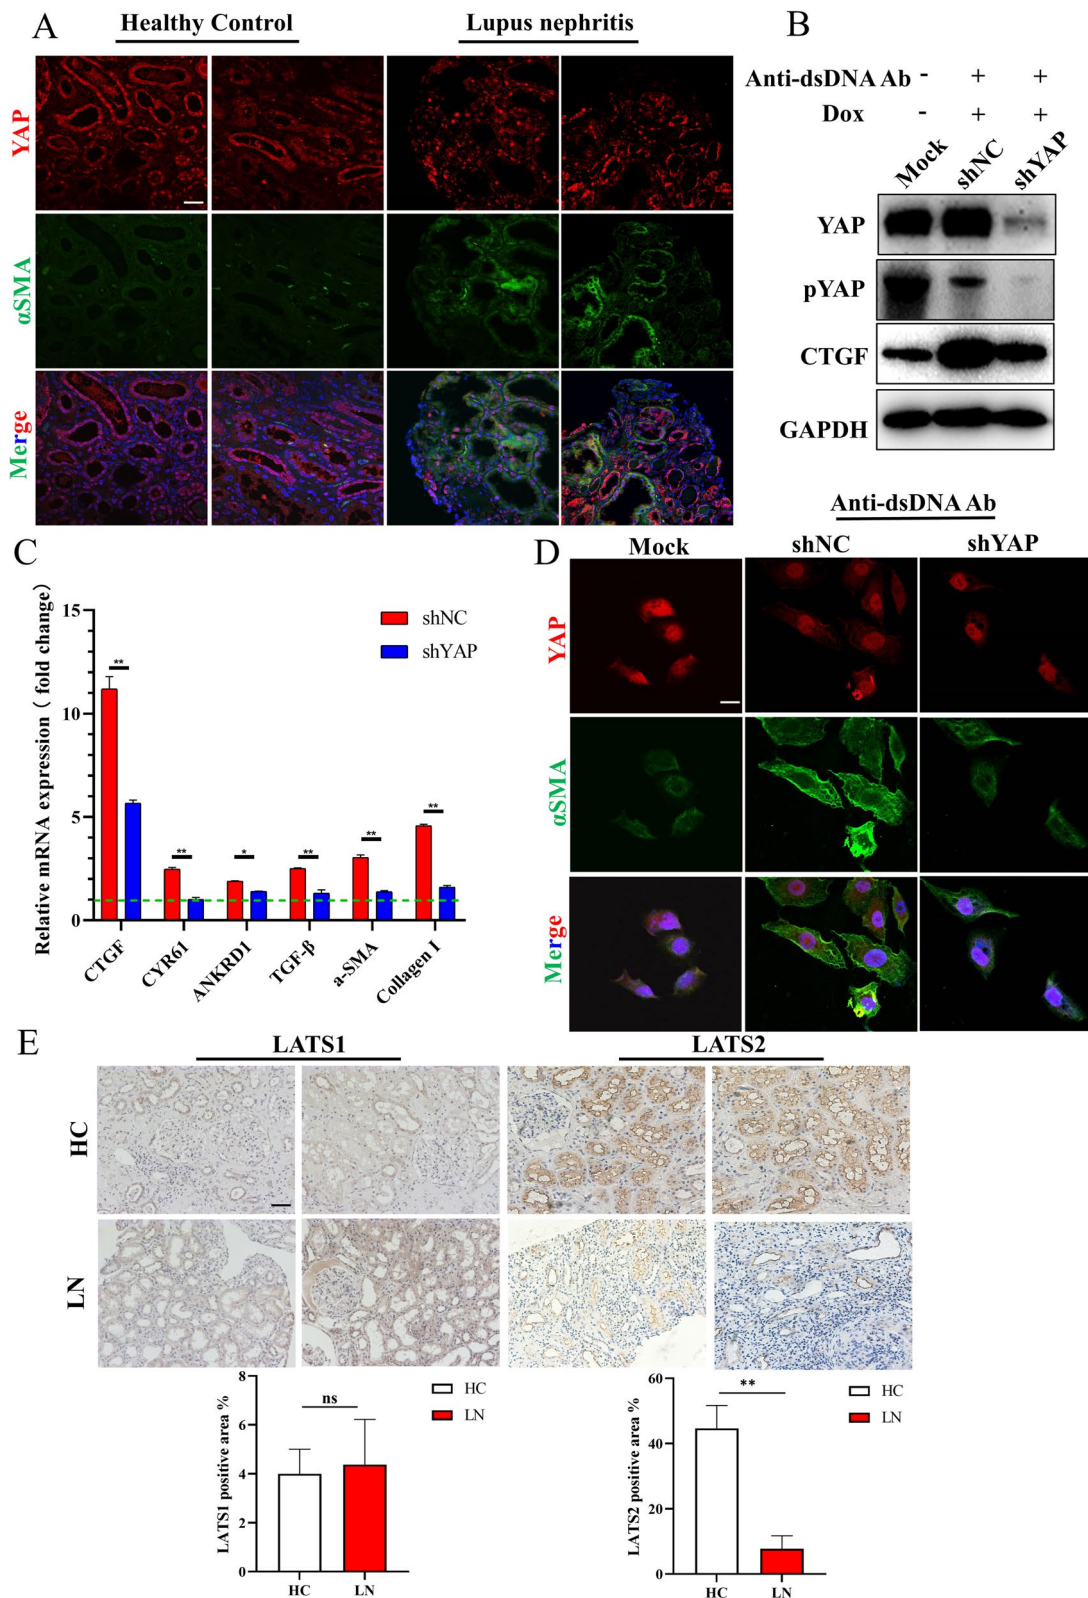 A
Healthy Control
Lupus nephritis
YAP
αSMA
Merge
B
Anti-dsDNA Ab - + +
Dox - + +
Mock shNC shYAP
YAP
pYAP
CTGF
GAPDH
C
Relative mRNA expression ( fold change)
15
10
5
0
shNC
shYAP
**
**
*
**
**
**
CTGF
CYR61
ANKRD1
TGF-β
a-SMA
Collagen I
D
Anti-dsDNA Ab
Mock shNC shYAP
YAP
αSMA
Merge
E
LATS1
LATS2
HC
LN
LATS1 positive area %
8
6
4
2
0
ns
HC
LN
HC LN
LATS2 positive area %
60
40
20
0
**
HC
LN
HC LN